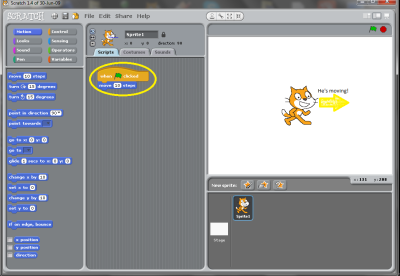 Scratch 1.4 of 30-Jun-09
SCRATCH File Edit Share Help
Motion Control
Looks Sensing
Sound Operators
Pen Variables
Sprite1
x: 0 y: 0 direction: 90
Scripts Costumes Sounds
when clicked
move steps
He's moving!
move 10 steps
turn 15 degrees
turn 15 degrees
point in direction 90
point towards
go to x: 0 y: 0
go to
glide 1 secs to x: 0 y: 0
change x by 10
set x to 0
change y by 10
set y to 0
if on edge, bounce
x position
y position
direction
New sprite:
Sprite1
Stage